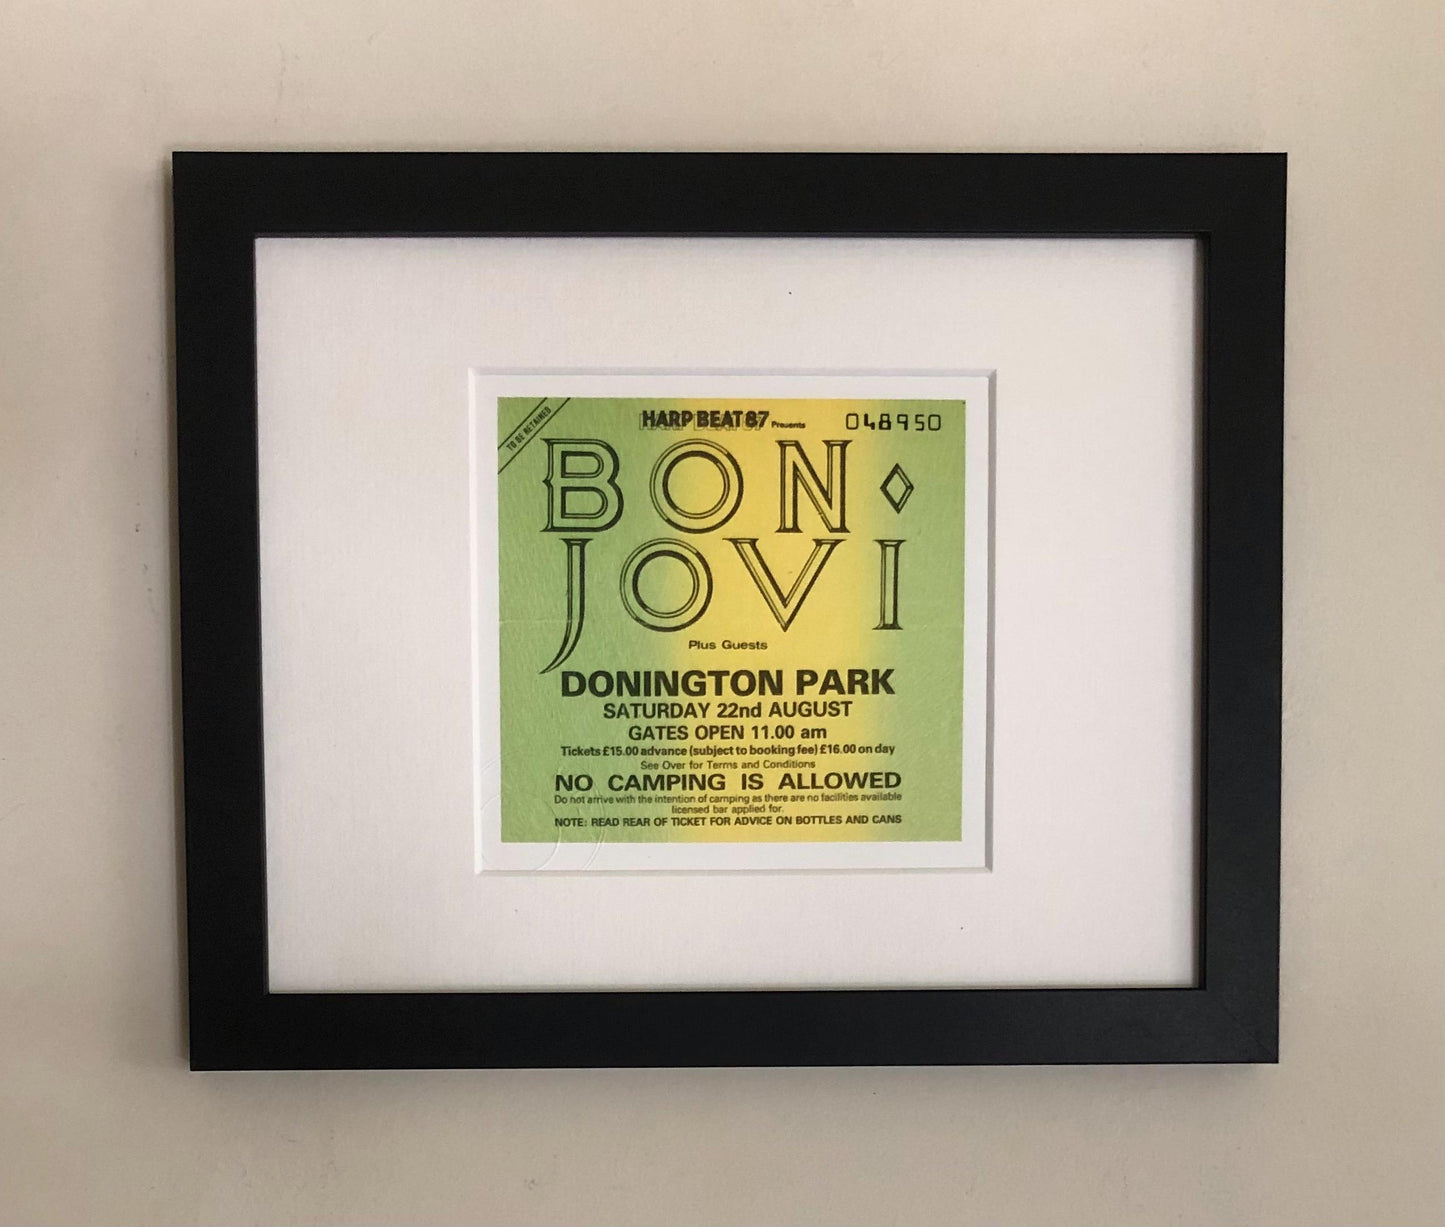 TO BE RETAINED
HARP BEAT 87 Presents 048950
BON
JOVI
Plus Guests
DONINGTON PARK
SATURDAY 22nd AUGUST
GATES OPEN 11.00 am
Tickets £15.00 advance (subject to booking fee) £16.00 on day
See Over for Terms and Conditions
NO CAMPING IS ALLOWED
Do not arrive with the intention of camping as there are no facilities available
licensed bar applied for.
NOTE: READ REAR OF TICKET FOR ADVICE ON BOTTLES AND CANS